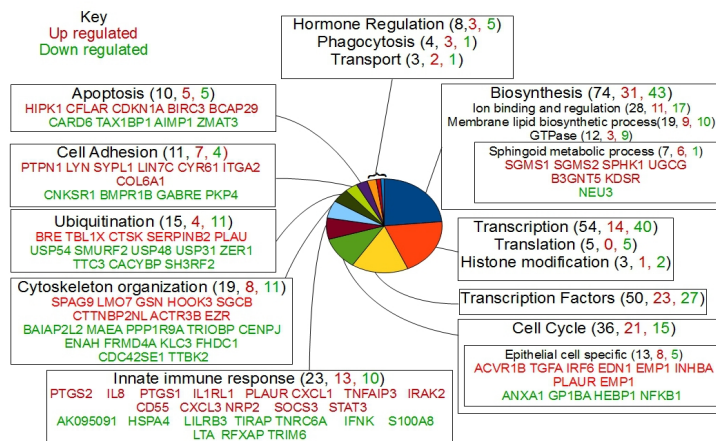 Key
Up regulated
Down regulated
Hormone Regulation (8,3, 5)
Phagocytosis (4, 3, 1)
Transport (3, 2, 1)
Apoptosis (10, 5, 5)
HIPK1 CFLAR CDKN1A BIRC3 BCAP29
CARD6 TAX1BP1 AIMP1 ZMAT3
Cell Adhesion (11, 7, 4)
PTPN1 LYN SYPL1 LIN7C CYR61 ITGA2
COL6A1
CNKSR1 BMPR1B GABRE PKP4
Ubiquitination (15, 4, 11)
BRE TBL1X CTSK SERPINB2 PLAU
USP54 SMURF2 USP48 USP31 ZER1
TTC3 CACYBP SH3RF2
Cytoskeleton organization (19, 8, 11)
SPAG9 LMO7 GSN HOOK3 SGCB
CTTNBP2NL ACTR3B EZR
BAIAP2L2 MAEA PPP1R9A TRIOBP CENPJ
ENAH FRMD4A KLC3 FHDC1
CDC42SE1 TTBK2
Innate immune response (23, 13, 10)
PTGS2 IL8 PTGS1 IL1RL1 PLAUR CXCL1 TNFAIP3 IRAK2
CD55 CXCL3 NRP2 SOCS3 STAT3
AK095091 HSPA4 LILRB3 TIRAP TNRC6A IFNK S100A8
LTA RFXAP TRIM6
Biosynthesis (74, 31, 43)
Ion binding and regulation (28, 11, 17)
Membrane lipid biosynthetic process(19, 9, 10)
GTPase (12, 3, 9)
Sphingoid metabolic process (7, 6, 1)
SGMS1 SGMS2 SPHK1 UGCG
B3GNT5 KDSR
NEU3
Transcription (54, 14, 40)
Translation (5, 0, 5)
Histone modification (3, 1, 2)
Transcription Factors (50, 23, 27)
Cell Cycle (36, 21, 15)
Epithelial cell specific (13, 8, 5)
ACVR1B TGFA IRF6 EDN1 EMP1 INHBA
PLAUR EMP1
ANXA1 GP1BA HEBP1 NFKB1